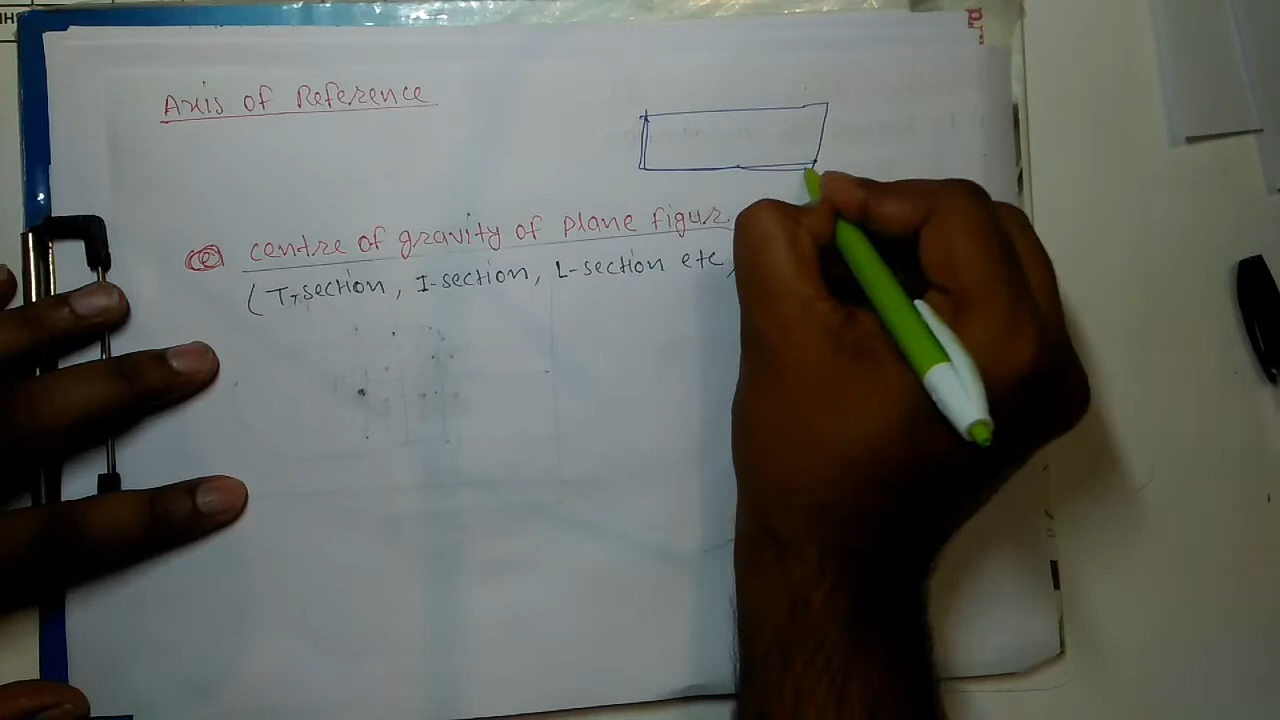 Axis of Reference
centre of gravity of plane figur
(T-section, I-section, L-section etc